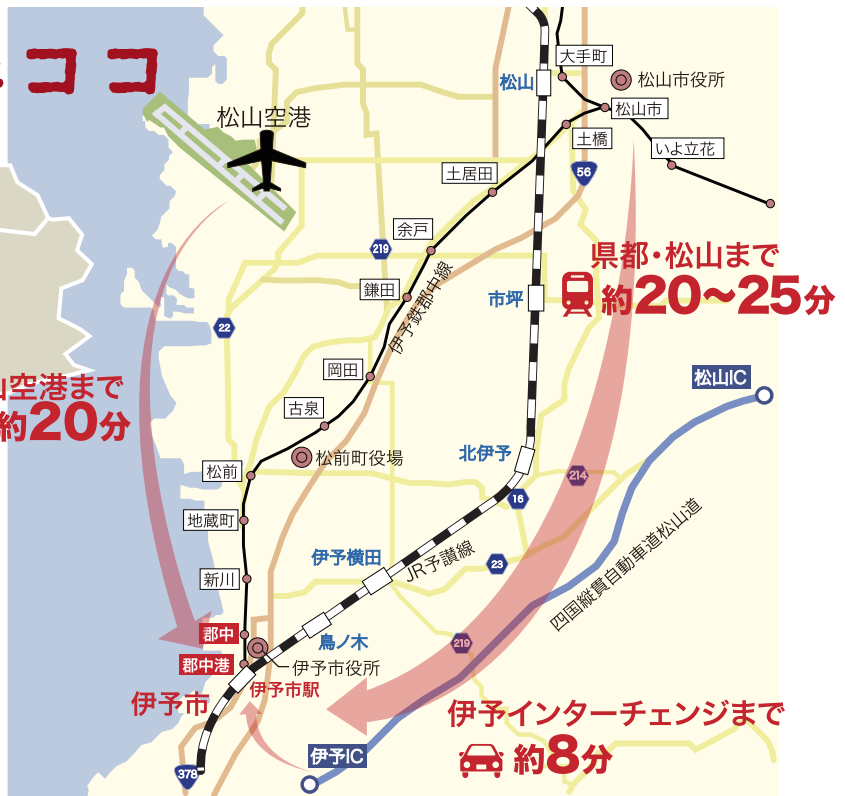 ココ
大手町
松山
松山市役所
松山空港
松山市
土橋
いよ立花
土居田
56
余戸
219
県都・松山まで
約20〜25分
鎌田
伊予鉄郡中線
市坪
22
岡田
松山IC
山空港まで
約20分
古泉
松前町役場
北伊予
松前
214
16
地蔵町
四国縦貫自動車道松山道
伊予横田
JR予讃線
23
新川
郡中
鳥ノ木
219
郡中港
伊予市役所
伊予市駅
伊予市
伊予インターチェンジまで
約8分
伊予IC
378